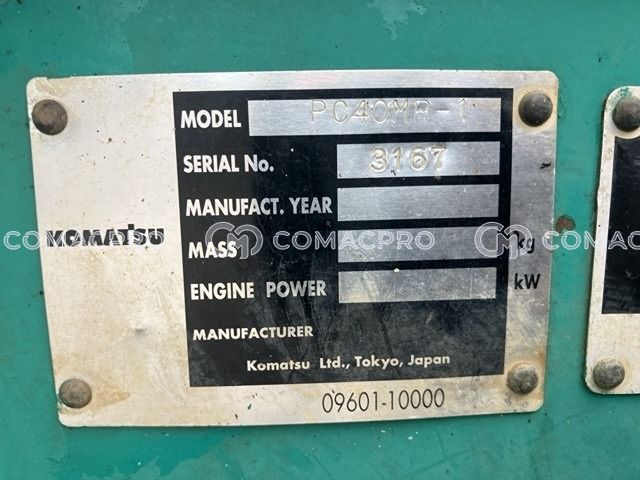 MODEL PC40MR-1
SERIAL No. 3167
MANUFACT. YEAR
KOMATSU
COMACPRO COMACPRO COMACPRO
MASS kg
ENGINE POWER kW
MANUFACTURER
Komatsu Ltd., Tokyo, Japan
09601-10000